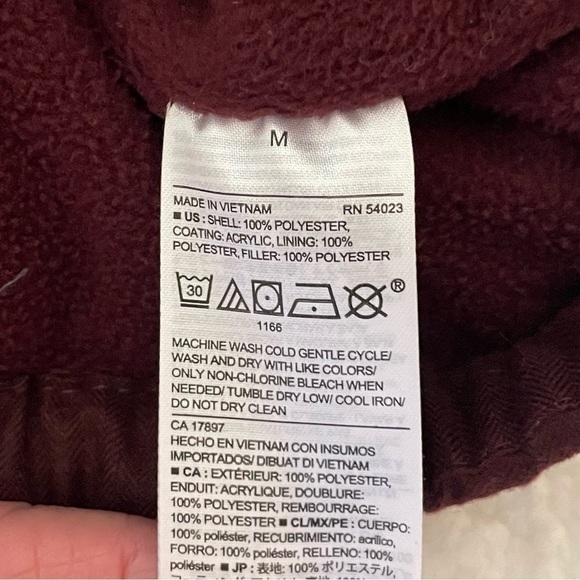 M
MADE IN VIETNAM RN 54023
■ US : SHELL: 100% POLYESTER,
COATING: ACRYLIC, LINING: 100%
POLYESTER, FILLER: 100% POLYESTER
30 ®
1166
MACHINE WASH COLD GENTLE CYCLE/
WASH AND DRY WITH LIKE COLORS/
ONLY NON-CHLORINE BLEACH WHEN
NEEDED/ TUMBLE DRY LOW/ COOL IRON/
DO NOT DRY CLEAN
CA 17897
HECHO EN VIETNAM CON INSUMOS
IMPORTADOS/ DIBUAT DI VIETNAM
■ CA : EXTÉRIEUR: 100% POLYESTER,
ENDUIT: ACRYLIQUE, DOUBLURE:
100% POLYESTER, REMBOURRAGE:
100% POLYESTER ■ CL/MX/PE : CUERPO:
100% poliéster, RECUBRIMIENTO: acrílico,
FORRO: 100% poliéster, RELLENO: 100%
poliéster ■ JP : 表地: 100% ポリエステル,